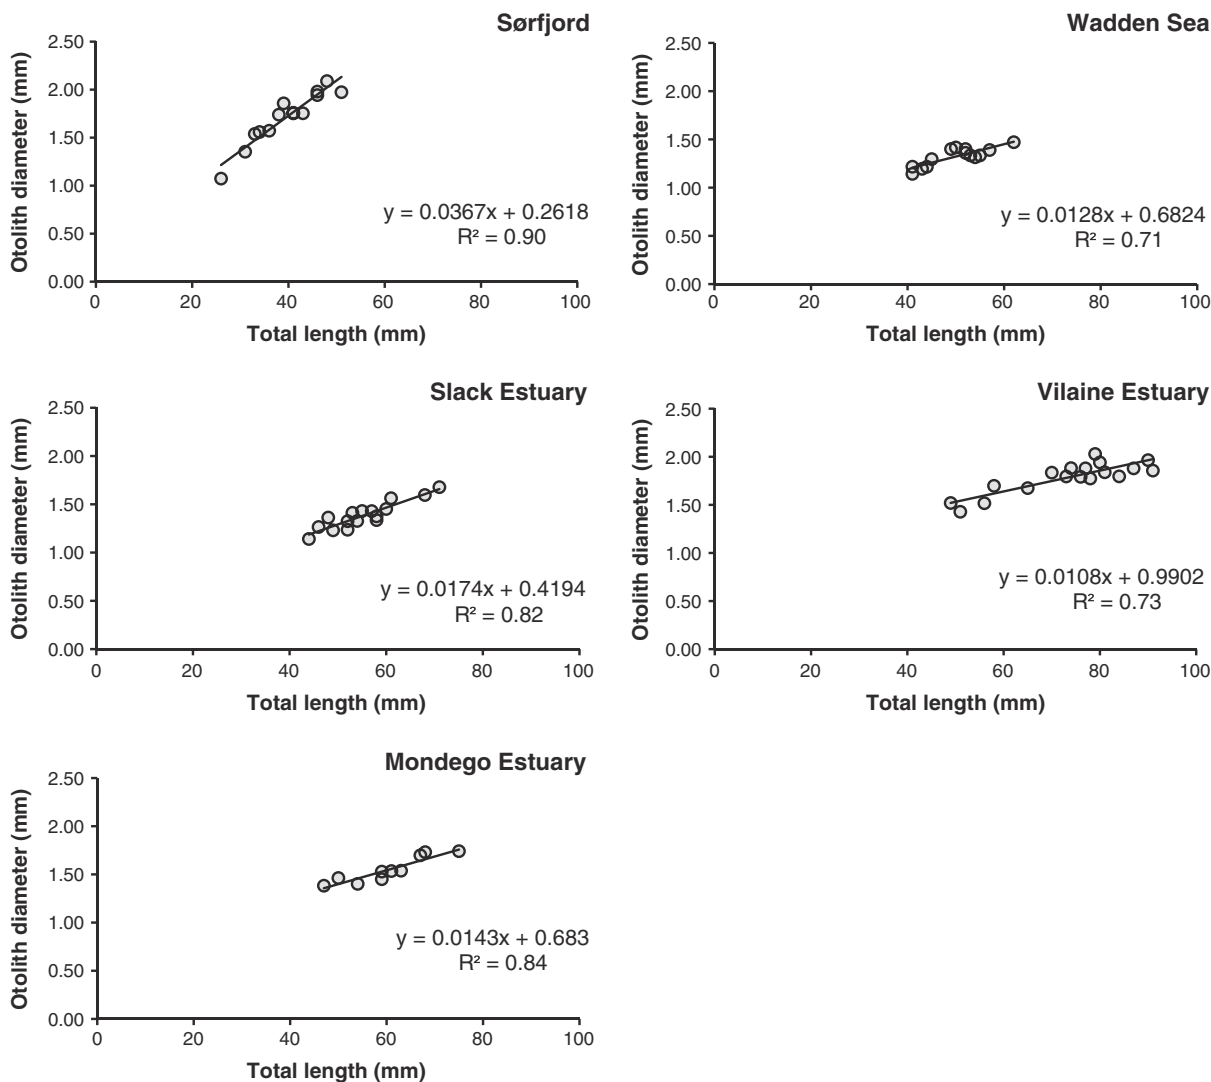 Sørfjord
Otolith diameter (mm)
2.50
2.00
1.50
1.00
0.50
0.00
y = 0.0367x + 0.2618
R² = 0.90
0 20 40 60 80 100
Total length (mm)
Wadden Sea
Otolith diameter (mm)
2.50
2.00
1.50
1.00
0.50
0.00
y = 0.0128x + 0.6824
R² = 0.71
0 20 40 60 80 100
Total length (mm)
Slack Estuary
Otolith diameter (mm)
2.50
2.00
1.50
1.00
0.50
0.00
y = 0.0174x + 0.4194
R² = 0.82
0 20 40 60 80 100
Total length (mm)
Vilaine Estuary
Otolith diameter (mm)
2.50
2.00
1.50
1.00
0.50
0.00
y = 0.0108x + 0.9902
R² = 0.73
0 20 40 60 80 100
Total length (mm)
Mondego Estuary
Otolith diameter (mm)
2.50
2.00
1.50
1.00
0.50
0.00
y = 0.0143x + 0.683
R² = 0.84
0 20 40 60 80 100
Total length (mm)